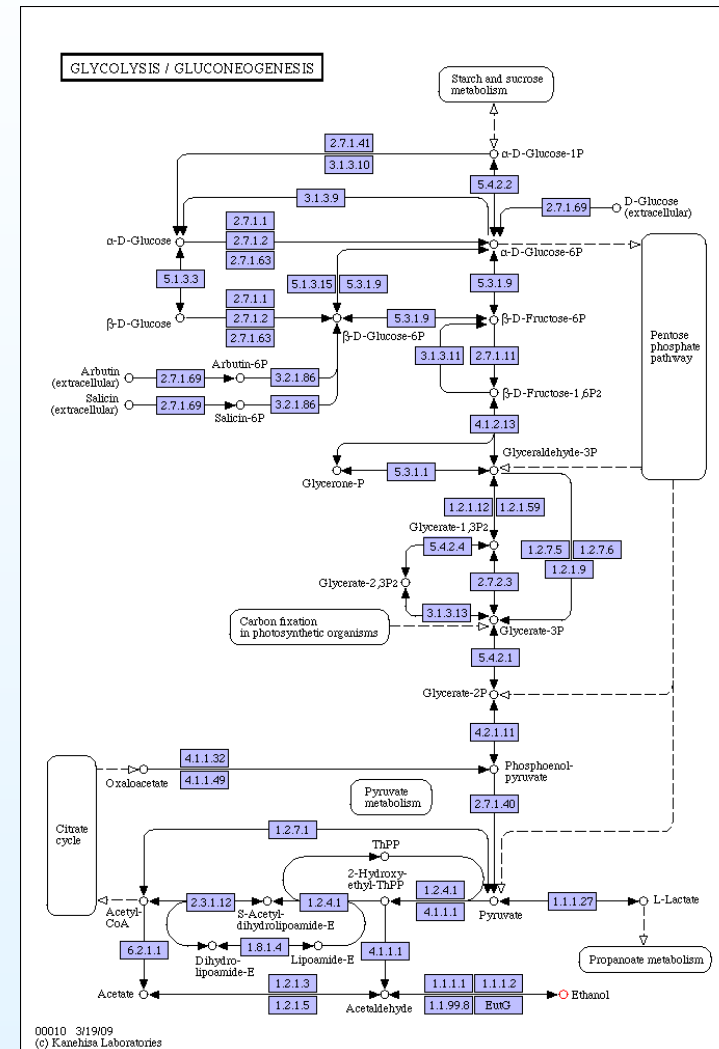 GLYCOLYSIS / GLUCONEOGENESIS
Starch and sucrose
metabolism
2.7.1.41
3.1.3.10
α-D-Glucose-1P
5.4.2.2
3.1.3.9
2.7.1.69
D-Glucose
(extracellular)
α-D-Glucose
2.7.1.1
2.7.1.2
2.7.1.63
α-D-Glucose-6P
5.1.3.3
5.1.3.15
5.3.1.9
5.3.1.9
β-D-Glucose
2.7.1.1
2.7.1.2
2.7.1.63
β-D-Glucose-6P
5.3.1.9
β-D-Fructose-6P
Pentose
phosphate
pathway
3.1.3.11
2.7.1.11
Arbutin
(extracellular)
2.7.1.69
Arbutin-6P
3.2.1.86
β-D-Fructose-1,6P2
Salicin
(extracellular)
2.7.1.69
Salicin-6P
3.2.1.86
4.1.2.13
Glyceraldehyde-3P
Glycerone-P
5.3.1.1
1.2.1.12
1.2.1.59
Glycerate-1,3P2
5.4.2.4
1.2.7.5
1.2.7.6
1.2.1.9
Glycerate-2,3P2
2.7.2.3
3.1.3.13
Carbon fixation
in photosynthetic organisms
Glycerate-3P
5.4.2.1
Glycerate-2P
4.2.1.11
4.1.1.32
Oxaloacetate
4.1.1.49
Phosphoenol-
pyruvate
Pyruvate
metabolism
2.7.1.40
Citrate
cycle
1.2.7.1
ThPP
2-Hydroxy-
ethyl-ThPP
1.2.4.1
4.1.1.1
Acetyl-
CoA
2.3.1.12
S-Acetyl-
dihydrolipoamide-E
1.2.4.1
Pyruvate
1.1.1.27
L-Lactate
6.2.1.1
Dihydro-
lipoamide-E
1.8.1.4
Lipoamide-E
4.1.1.1
Propanoate metabolism
Acetate
1.2.1.3
1.2.1.5
Acetaldehyde
1.1.1.1
1.1.1.2
1.1.99.8
EutG
Ethanol
00010 3/19/09
(c) Kanehisa Laboratories